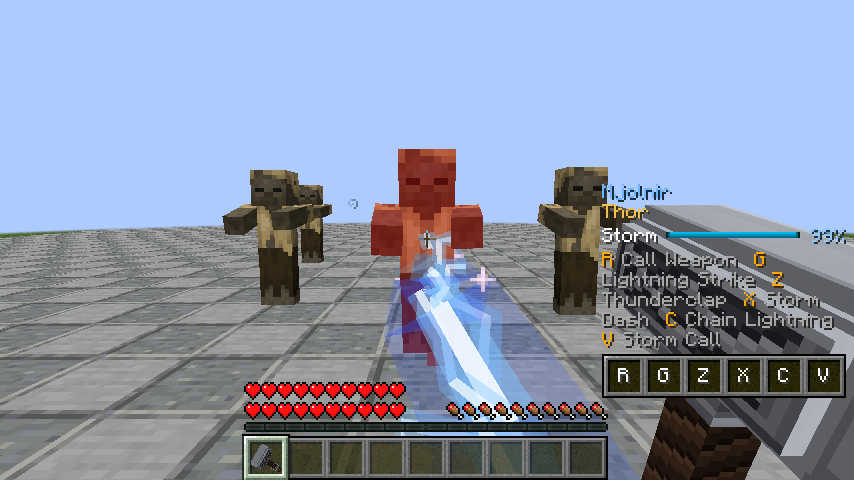 Mjolnir
Thor
Storm 99%
R Call Weapon G
Lightning Strike Z
Thunderclap X Storm
Dash C Chain Lightning
V Storm Call
R G Z X C V